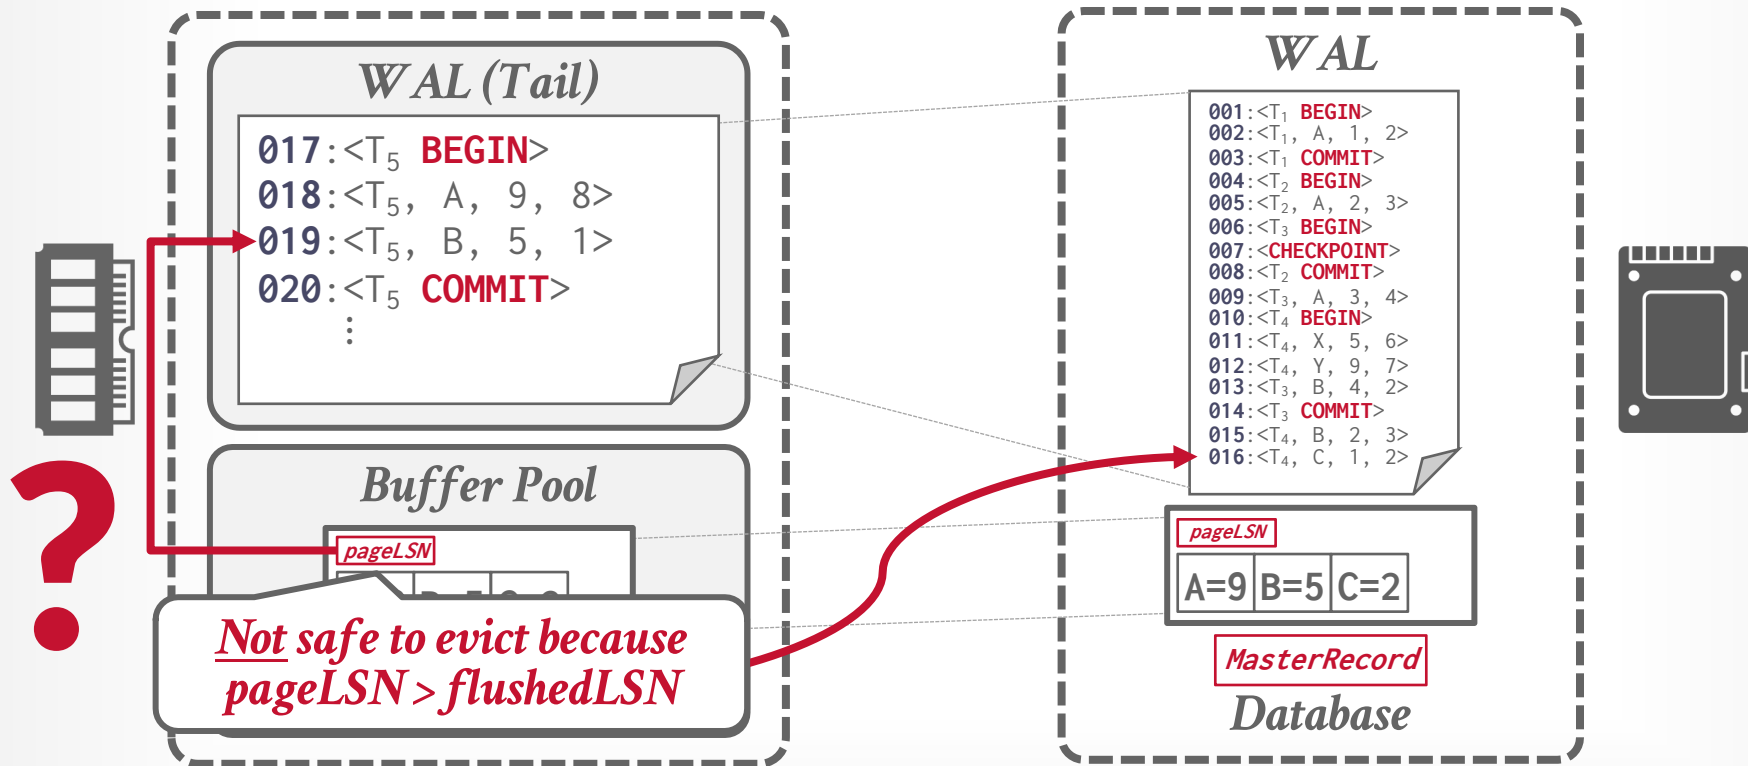 WAL (Tail)
017:<T5 BEGIN>
018:<T5, A, 9, 8>
019:<T5, B, 5, 1>
020:<T5 COMMIT>
⋮
?
Buffer Pool
pageLSN
Not safe to evict because
pageLSN > flushedLSN
WAL
001:<T1 BEGIN>
002:<T1, A, 1, 2>
003:<T1 COMMIT>
004:<T2 BEGIN>
005:<T2, A, 2, 3>
006:<T3 BEGIN>
007:<CHECKPOINT>
008:<T2 COMMIT>
009:<T3, A, 3, 4>
010:<T4 BEGIN>
011:<T4, X, 5, 6>
012:<T4, Y, 9, 7>
013:<T3, B, 4, 2>
014:<T3 COMMIT>
015:<T4, B, 2, 3>
016:<T4, C, 1, 2>
pageLSN
A=9 B=5 C=2
MasterRecord
Database